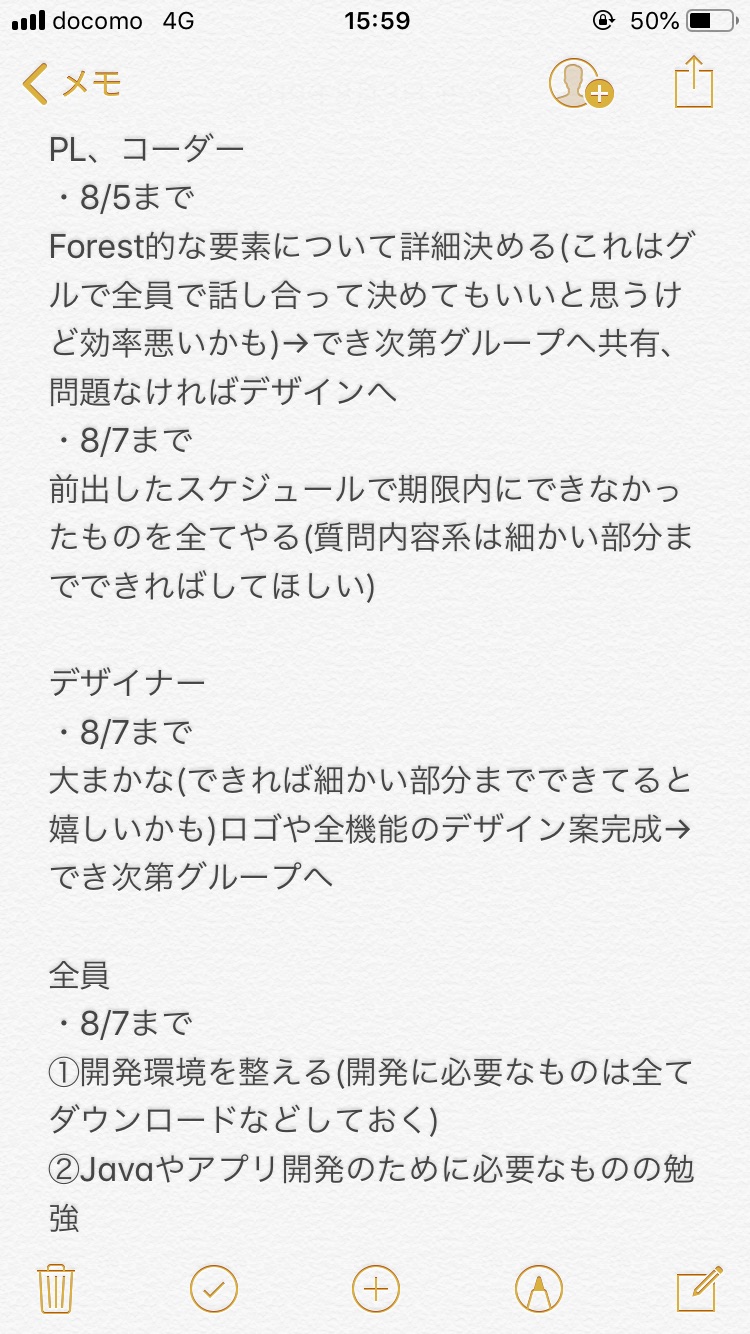 docomo 4G 15:59 50%
メモ
PL、コーダー
・8/5まで
Forest的な要素について詳細決める(これはグ
ルで全員で話し合って決めてもいいと思うけ
ど効率悪いかも)→でき次第グループへ共有、
問題なければデザインへ
・8/7まで
前出したスケジュールで期限内にできなかっ
たものを全てやる(質問内容系は細かい部分ま
でできればしてほしい)
デザイナー
・8/7まで
大まかな(できれば細かい部分までできてると
嬉しいかも)ロゴや全機能のデザイン案完成→
でき次第グループへ
全員
・8/7まで
①開発環境を整える(開発に必要なものは全て
ダウンロードなどしておく)
②Javaやアプリ開発のために必要なものの勉
強